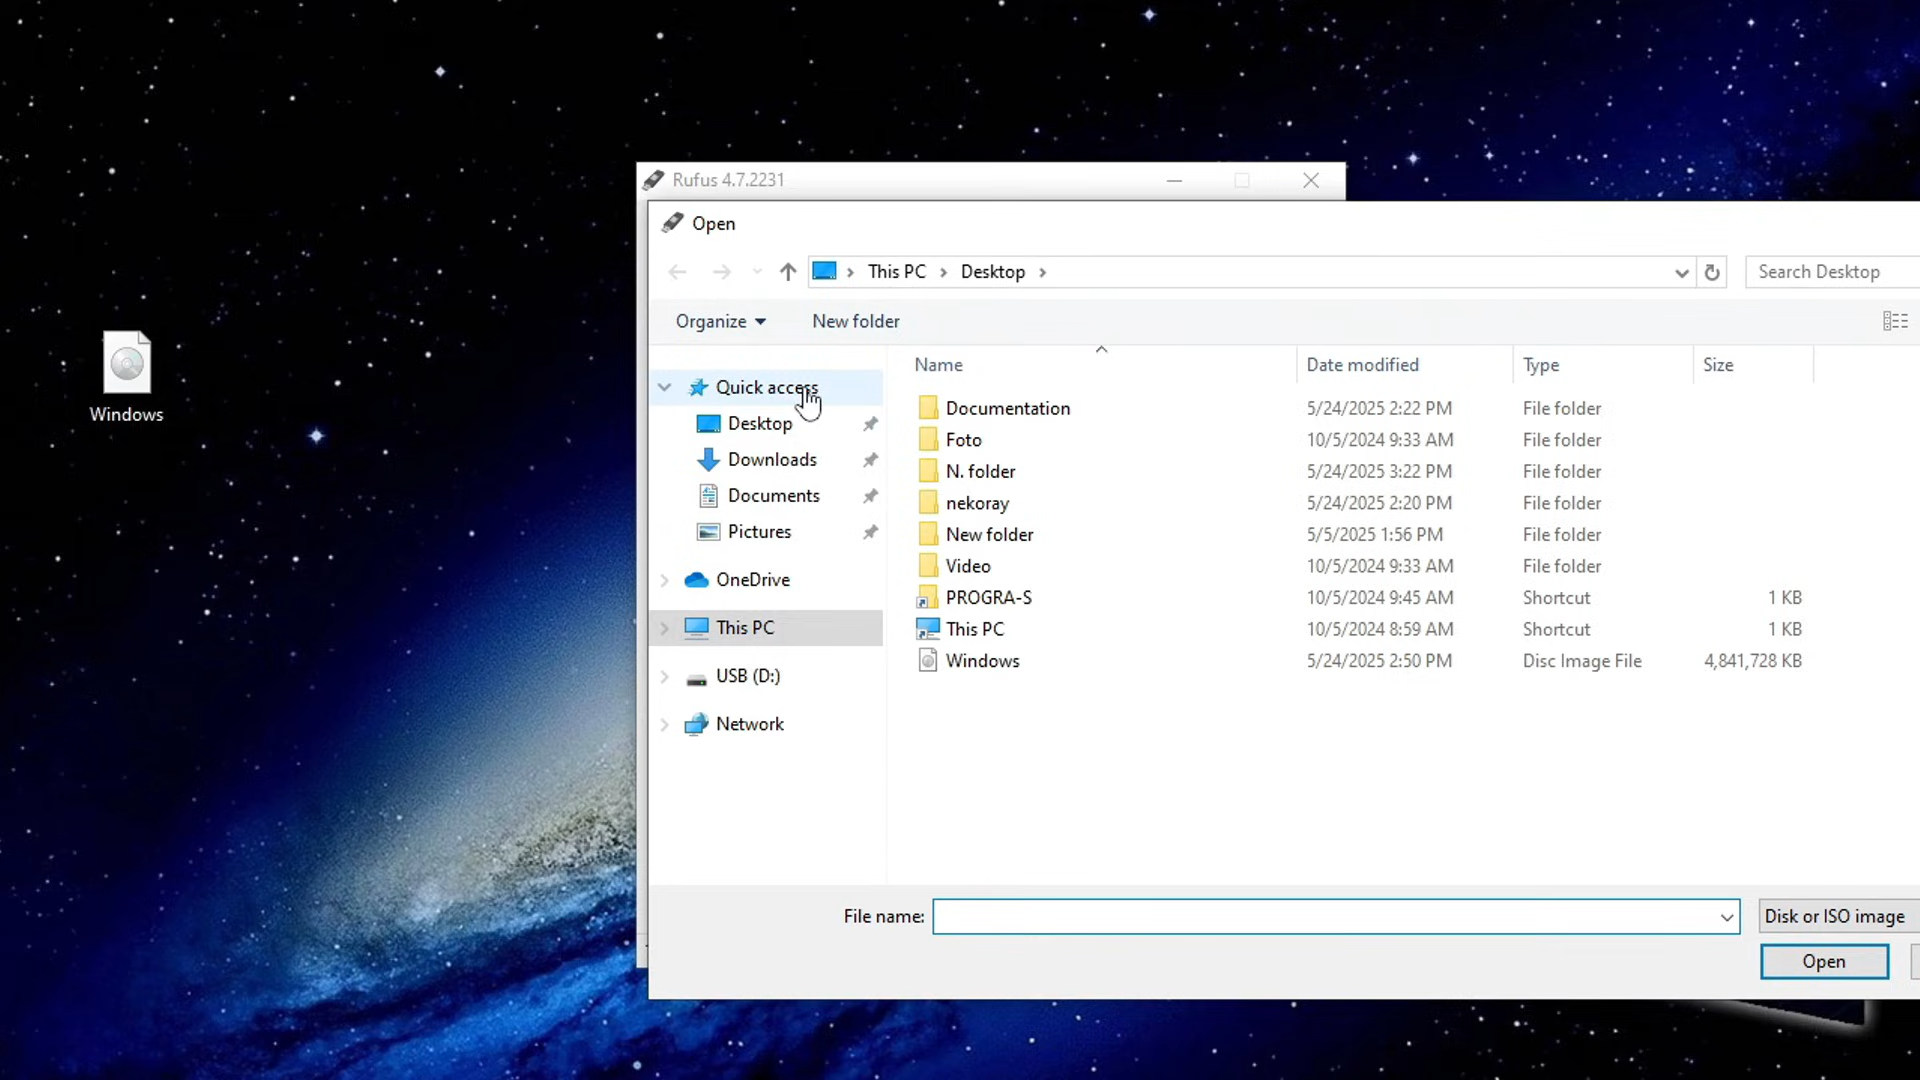 Windows
Rufus 4.7.2231
Open
This PC
Desktop
Search Desktop
Organize
New folder
Name
Date modified
Type
Size
Quick access
Desktop
Downloads
Documents
Pictures
OneDrive
This PC
USB (D:)
Network
Documentation 5/24/2025 2:22 PM File folder
Foto 10/5/2024 9:33 AM File folder
N. folder 5/24/2025 3:22 PM File folder
nekoray 5/24/2025 2:20 PM File folder
New folder 5/5/2025 1:56 PM File folder
Video 10/5/2024 9:33 AM File folder
PROGRA-S 10/5/2024 9:45 AM Shortcut 1 KB
This PC 10/5/2024 8:59 AM Shortcut 1 KB
Windows 5/24/2025 2:50 PM Disc Image File 4,841,728 KB
File name:
Disk or ISO image
Open